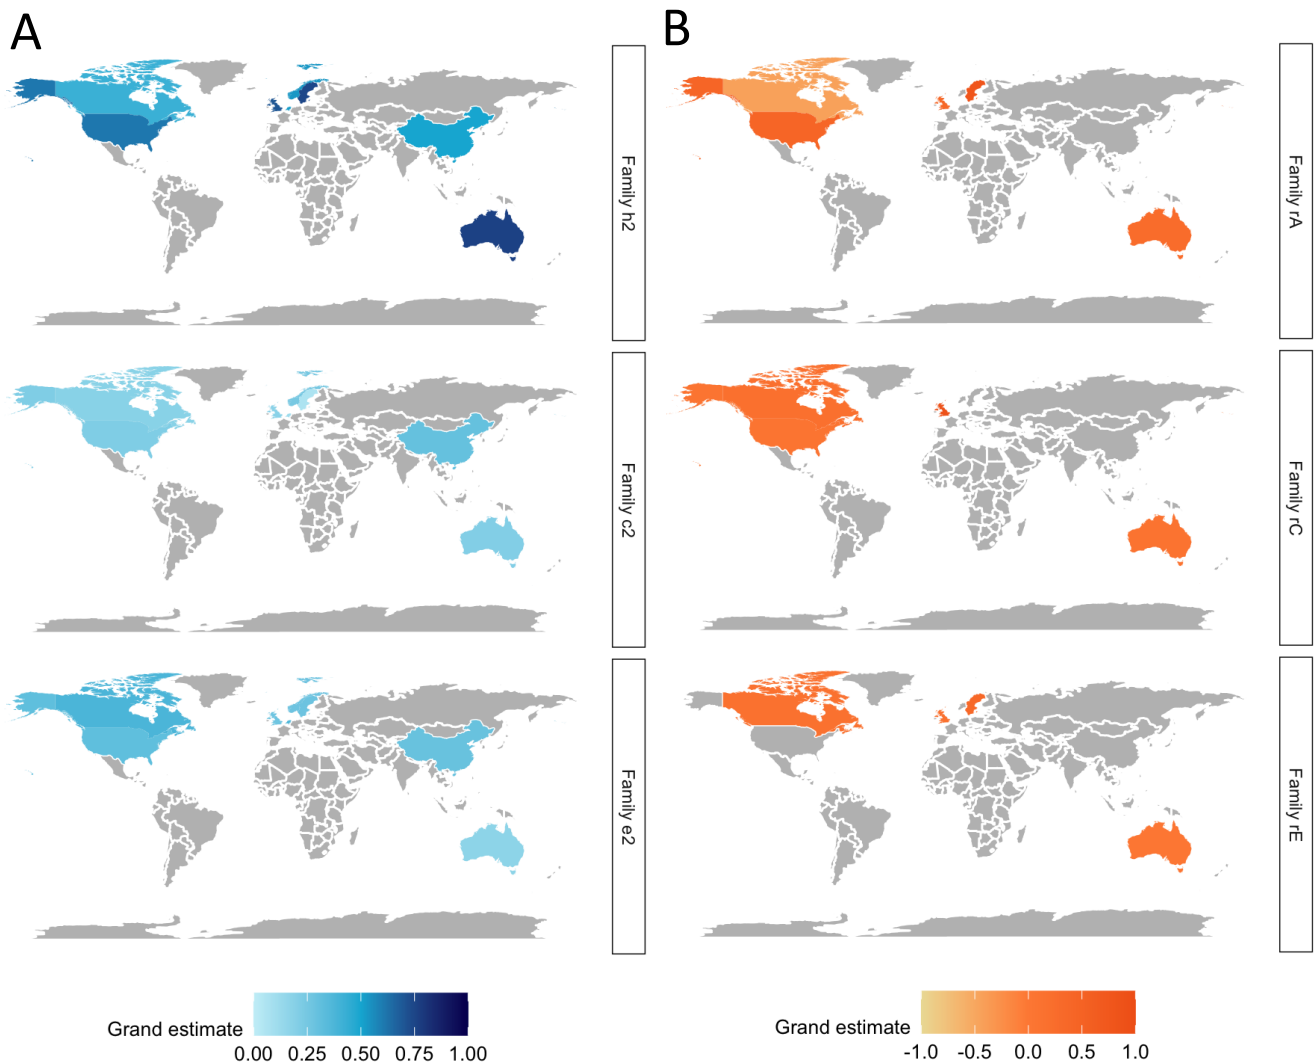 A
B
Family h2
Family rA
Family c2
Family rC
Family e2
Family rE
Grand estimate
0.00 0.25 0.50 0.75 1.00
Grand estimate
-1.0 -0.5 0.0 0.5 1.0